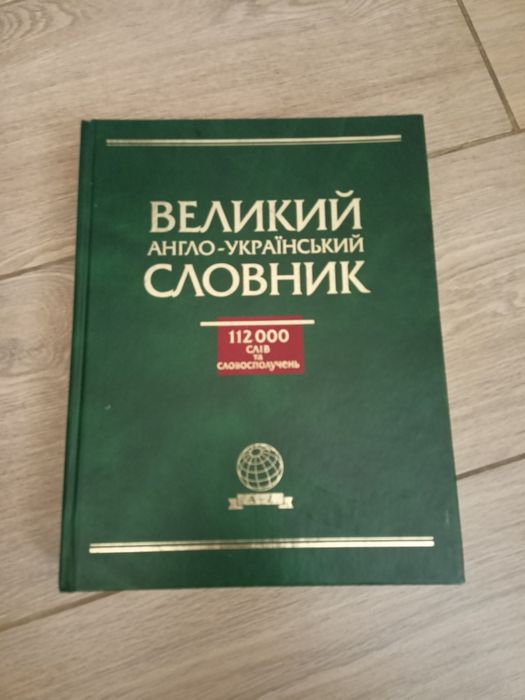 ВЕЛИКИЙ
АНГЛО-УКРАЇНСЬКИЙ
СЛОВНИК
112 000
СЛІВ
та
СЛОВОСПОЛУЧЕНЬ